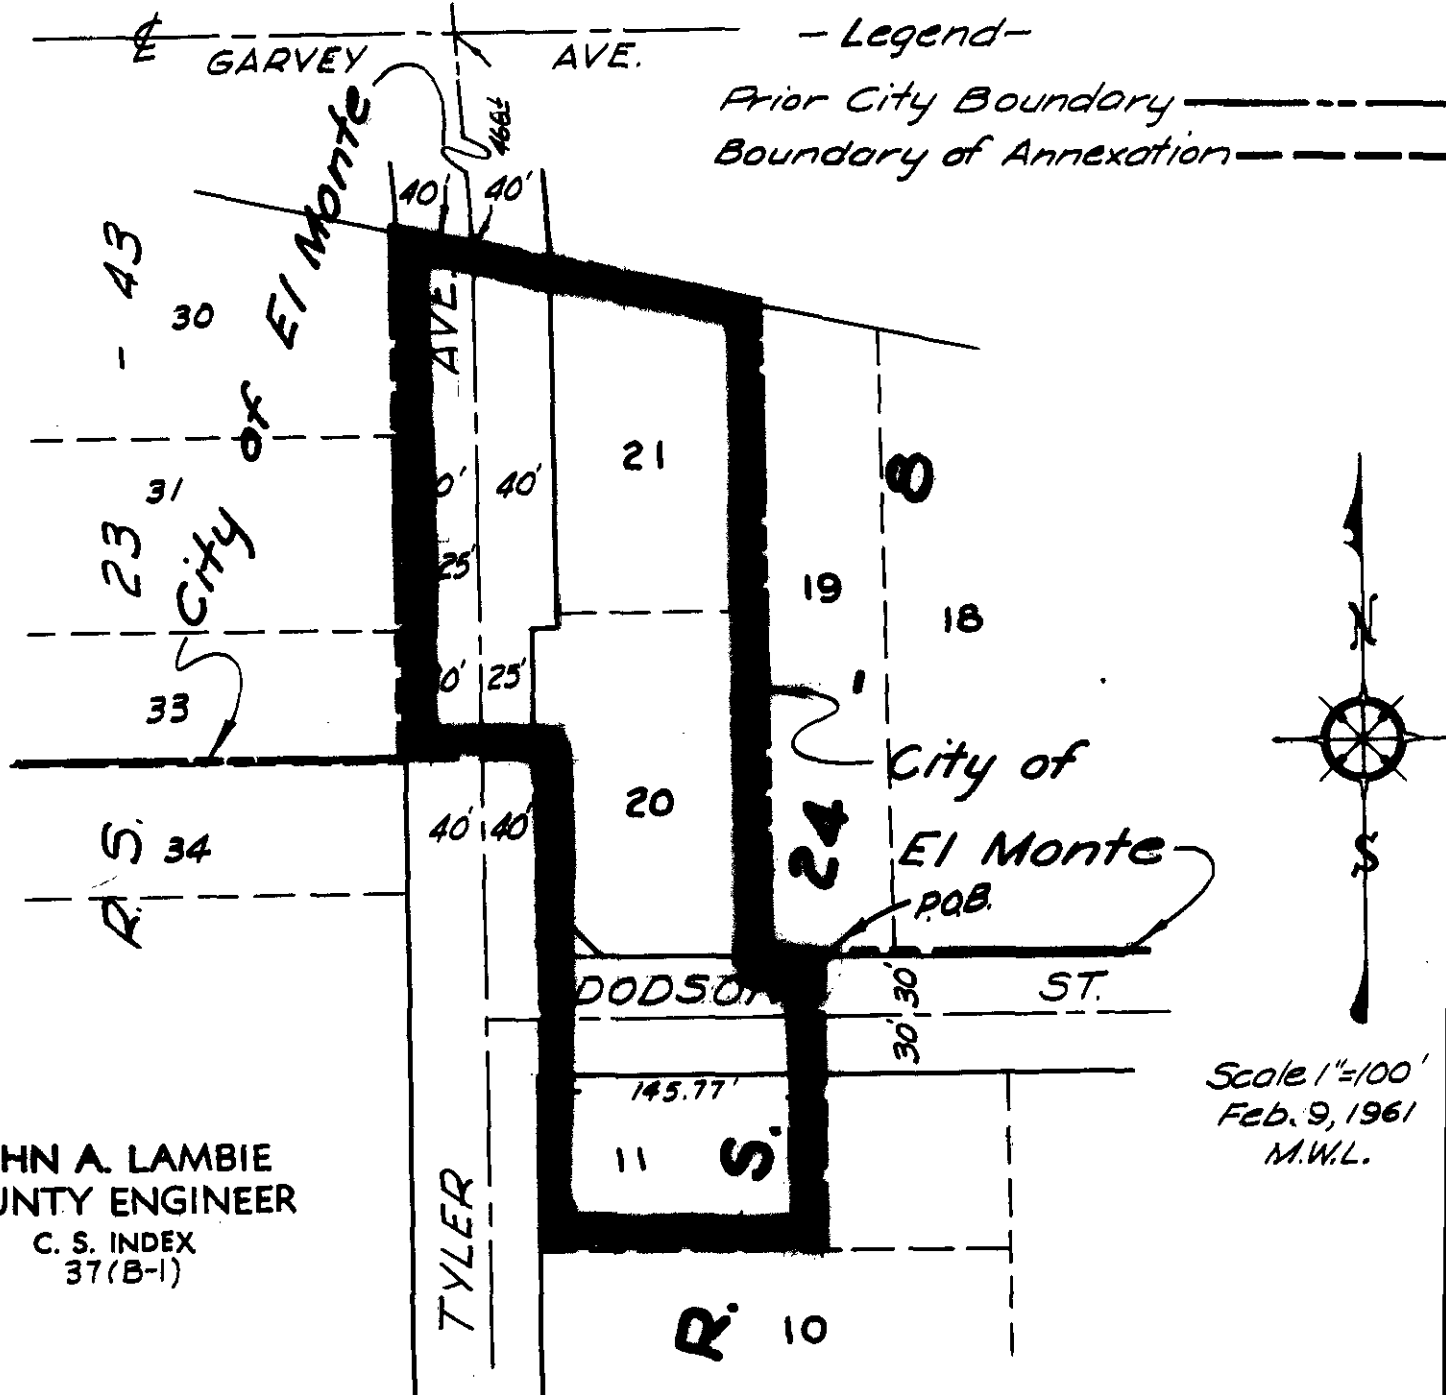 ℄
GARVEY AVE.
- Legend -
Prior City Boundary
Boundary of Annexation
466±
40' 40'
City of El Monte
R. S. 23 - 43
30
31
33
34
AVE.
0' 40'
25'
0' 25'
40' 40'
21
20
19
18
R. S. 24 - 8
City of
El Monte
P.O.B.
DODSON ST.
30' 30'
145.77'
11
10
TYLER
N
S
Scale 1"=100'
Feb. 9, 1961
M.W.L.
HN A. LAMBIE
UNTY ENGINEER
C. S. INDEX
37(B-1)